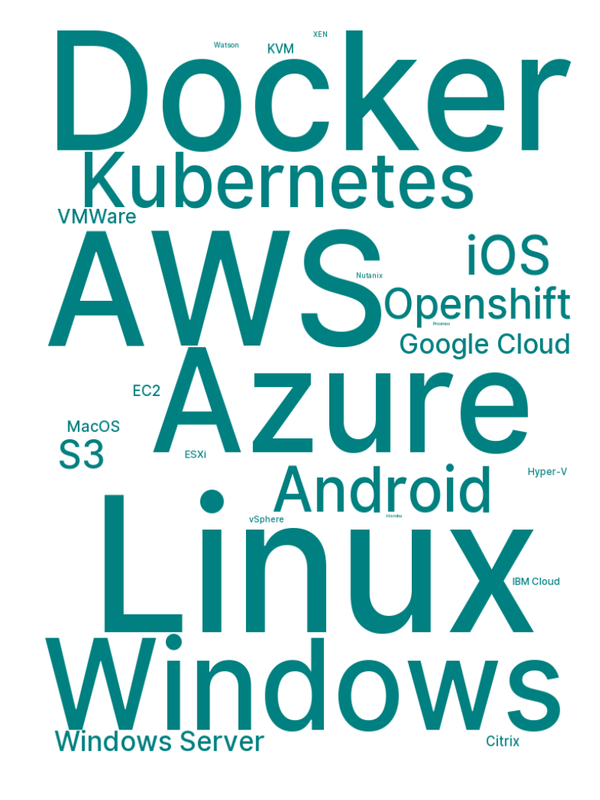 XEN
Watson
KVM
Docker
Kubernetes
VMWare
AWS
iOS
Nutanix
Openshift
Google Cloud
Azure
EC2
MacOS
S3
ESXi
Hyper-V
Android
vSphere
Linux
IBM Cloud
Windows
Windows Server
Citrix